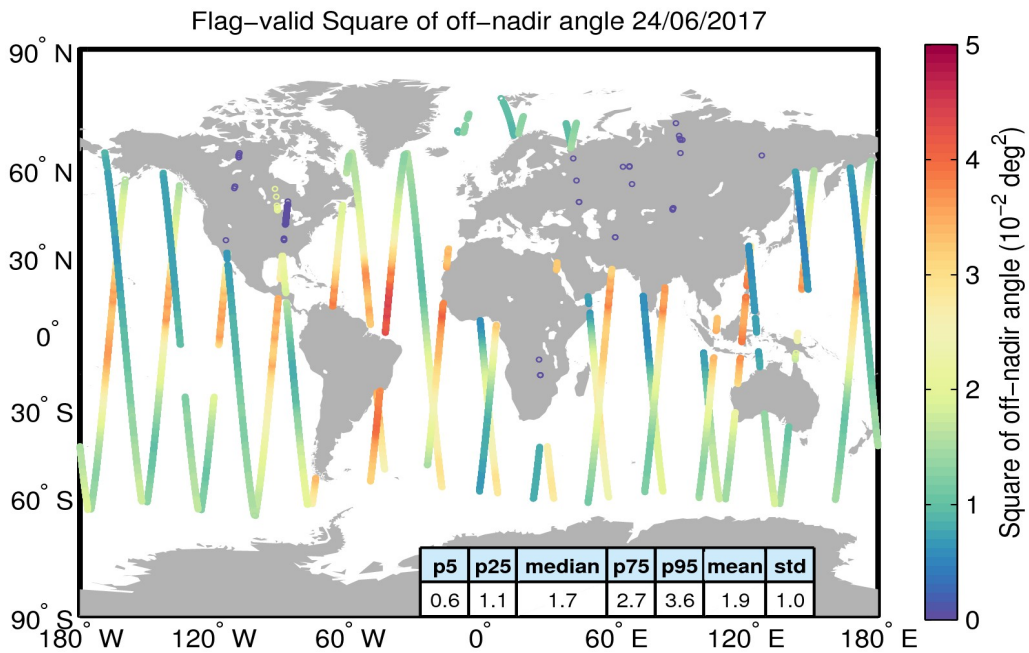 Flag−valid Square of off−nadir angle 24/06/2017
90° N
60° N
30° N
0°
30° S
60° S
90° S
180° W
120° W
60° W
0°
60° E
120° E
180° E
p5 p25 median p75 p95 mean std
0.6 1.1 1.7 2.7 3.6 1.9 1.0
5
4
3
2
1
0
Square of off−nadir angle (10⁻² deg²)